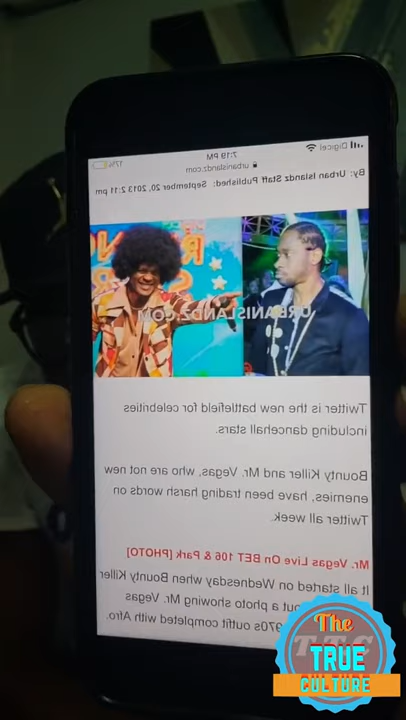 Digicel
7:19 PM
17%
urbanislandz.com
By: Urban Islandz Staff Published: September 20, 2013 2:11 pm
URBANISLANDZ.COM
Twitter is the new battlefield for celebrities
including dancehall stars.
Bounty Killer and Mr. Vegas, who are not new
enemies, have been trading harsh words on
Twitter all week.
Mr. Vegas Live On BET 106 & Park [PHOTO]
It all started on Wednesday when Bounty Killer
out a photo showing Mr. Vegas
970s outfit completed with Afro.
The
T.T.C
TRUE
CULTURE